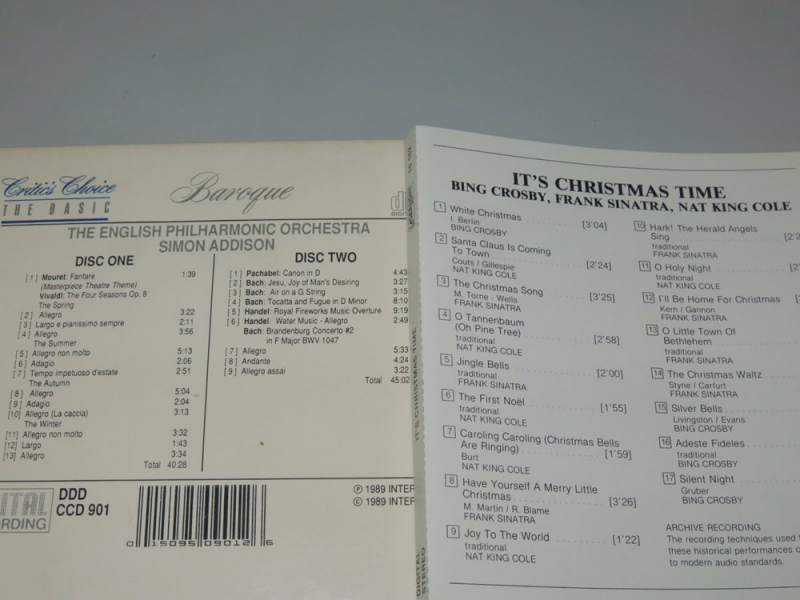 Critic's Choice
THE BASIC
Baroque
THE ENGLISH PHILHARMONIC ORCHESTRA
SIMON ADDISON
DISC ONE
[1] Mouret: Fanfare 1:39
(Masterpiece Theatre Theme)
Vivaldi: The Four Seasons Op. 8
The Spring
[2] Allegro 3:22
[3] Largo e pianissimo sempre 2:11
[4] Allegro 3:56
The Summer
[5] Allegro non molto 5:13
[6] Adagio 2:06
[7] Tempo impetuoso d'estate 2:51
The Autumn
[8] Allegro 5:04
[9] Adagio 2:04
[10] Allegro (La caccia) 3:13
The Winter
[11] Allegro non molto 3:32
[12] Largo 1:43
[13] Allegro 3:34
Total 40:28
DISC TWO
[1] Pachabel: Canon in D 4:43
[2] Bach: Jesu, Joy of Man's Desiring 3:27
[3] Bach: Air on a G String 3:15
[4] Bach: Tocatta and Fugue in D Minor 8:10
[5] Handel: Royal Fireworks Music Overture 9:19
[6] Handel: Water Music - Allegro 2:49
Bach: Brandenburg Concerto #2
in F Major BWV 1047
[7] Allegro 5:33
[8] Andante 4:24
[9] Allegro assai 3:22
Total 45:02
DDD
CCD 901
0 15095 09012 6
℗ 1989 INTER
© 1989 INTER
IT'S CHRISTMAS TIME
DIGITAL
STEREO
IT'S CHRISTMAS TIME
BING CROSBY, FRANK SINATRA, NAT KING COLE
1 White Christmas [3'04]
I. Berlin
BING CROSBY
2 Santa Claus Is Coming
To Town [2'24]
Coutts / Gillespie
NAT KING COLE
3 The Christmas Song [3'25]
M. Torne - Wells
FRANK SINATRA
4 O Tannenbaum
(Oh Pine Tree) [2'58]
traditional
NAT KING COLE
5 Jingle Bells [2'00]
traditional
FRANK SINATRA
6 The First Noël [1'55]
traditional
NAT KING COLE
7 Caroling Caroling (Christmas Bells
Are Ringing) [1'59]
Burt
NAT KING COLE
8 Have Yourself A Merry Little
Christmas [3'26]
M. Martin / R. Blame
FRANK SINATRA
9 Joy To The World [1'22]
traditional
NAT KING COLE
10 Hark! The Herald Angels
Sing
traditional
FRANK SINATRA
11 O Holy Night
traditional
NAT KING COLE
12 I'll Be Home For Christmas
Kern / Gannon
FRANK SINATRA
13 O Little Town Of
Bethlehem
traditional
FRANK SINATRA
14 The Christmas Waltz
Styne / Carfurt
FRANK SINATRA
15 Silver Bells
Livingston / Evans
BING CROSBY
16 Adeste Fideles
traditional
BING CROSBY
17 Silent Night
Gruber
BING CROSBY
ARCHIVE RECORDING
The recording techniques used
these historical performances
to modern audio standards.